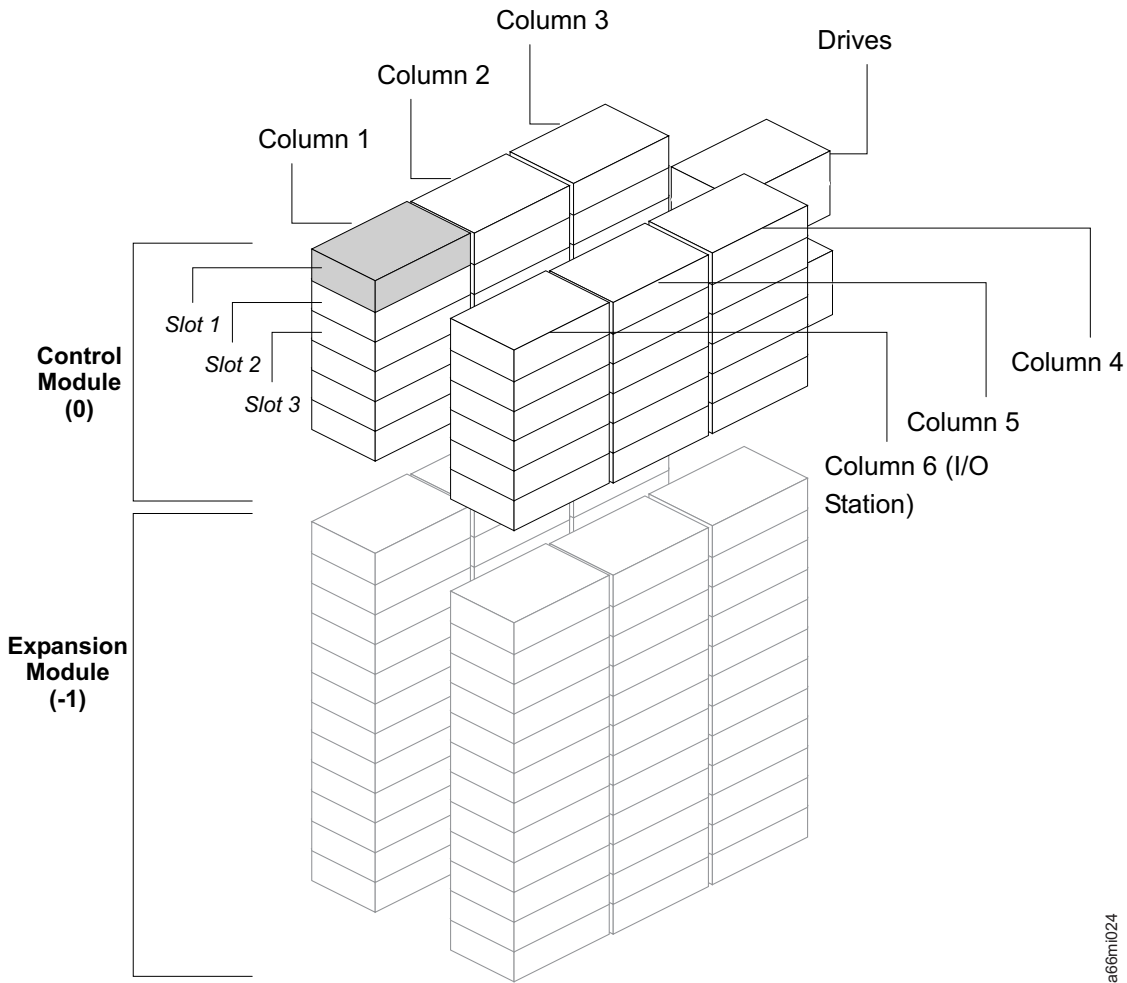 Column 3
Drives
Column 2
Column 1
Slot 1
Slot 2
Slot 3
Control
Module
(0)
Column 4
Column 5
Column 6 (I/O
Station)
Expansion
Module
(-1)
a66mi024